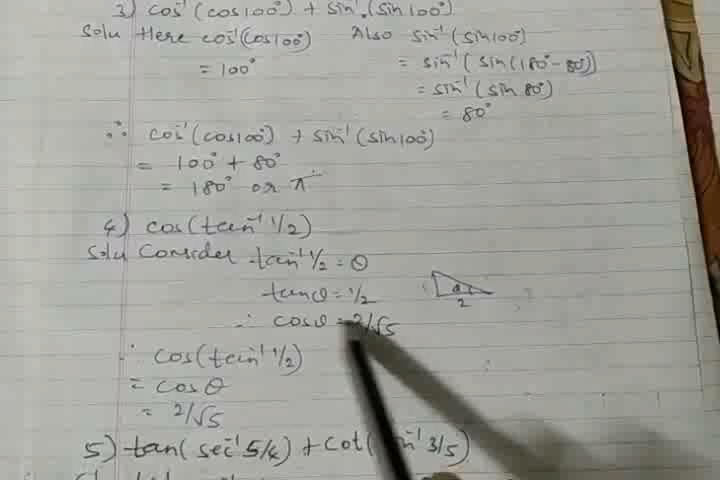 3) cos⁻¹(cos100°) + sin⁻¹(sin100°)
Solu Here cos⁻¹(cos100°) Also sin⁻¹(sin100°)
= 100° = sin⁻¹(sin(180°-80°))
= sin⁻¹(sin80°)
= 80°
∴ cos⁻¹(cos100°) + sin⁻¹(sin100°)
= 100° + 80°
= 180° or π
4) cos(tan⁻¹ 1/2)
Solu Consider tan⁻¹ 1/2 = θ
tanθ = 1/2
2
∴ cosθ = 2/√5
∴ cos(tan⁻¹ 1/2)
= cosθ
= 2/√5
5) tan(sec⁻¹ 5/4) + cot( 3/5)